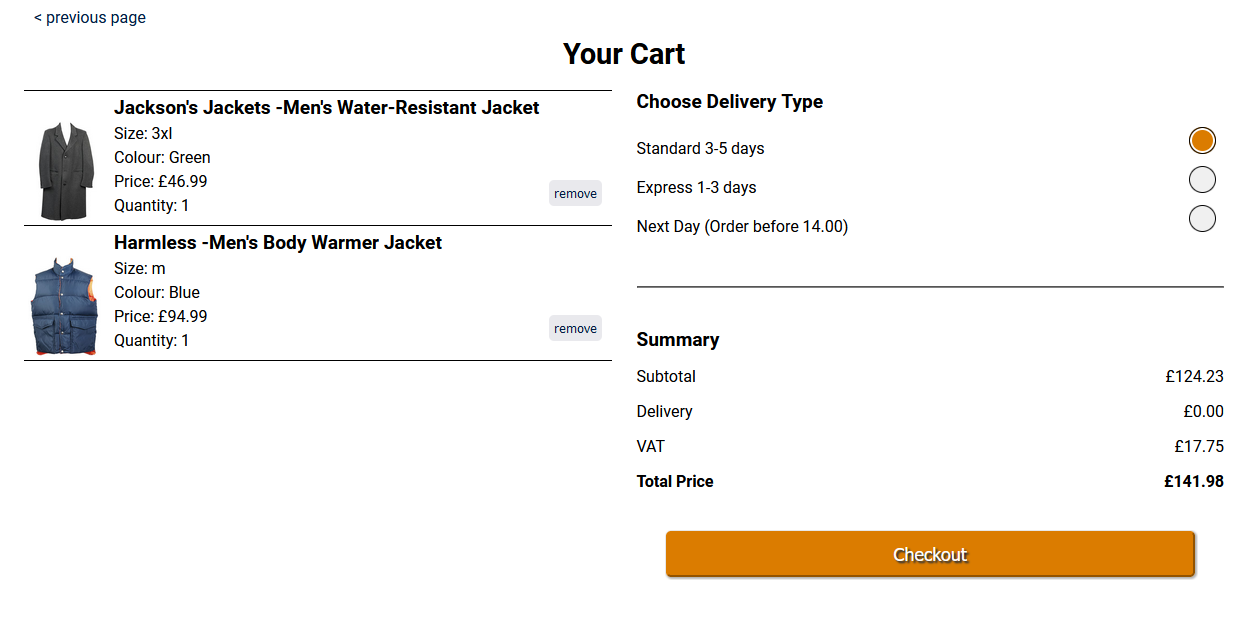 < previous page
Your Cart
Jackson's Jackets -Men's Water-Resistant Jacket
Size: 3xl
Colour: Green
Price: £46.99
Quantity: 1
remove
Harmless -Men's Body Warmer Jacket
Size: m
Colour: Blue
Price: £94.99
Quantity: 1
remove
Choose Delivery Type
Standard 3-5 days
Express 1-3 days
Next Day (Order before 14.00)
Summary
Subtotal £124.23
Delivery £0.00
VAT £17.75
Total Price £141.98
Checkout